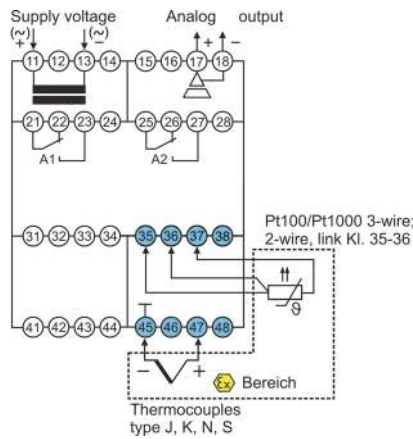 Supply voltage Analog output
(~) (~)
+ - + -
11 12 13 14 15 16 17 18
21 22 23 24 25 26 27 28
A1 A2
31 32 33 34 35 36 37 38
Pt100/Pt1000 3-wire;
2-wire, link Kl. 35-36
ϑ
41 42 43 44 45 46 47 48
- +
Ex Bereich
Thermocouples
type J, K, N, S